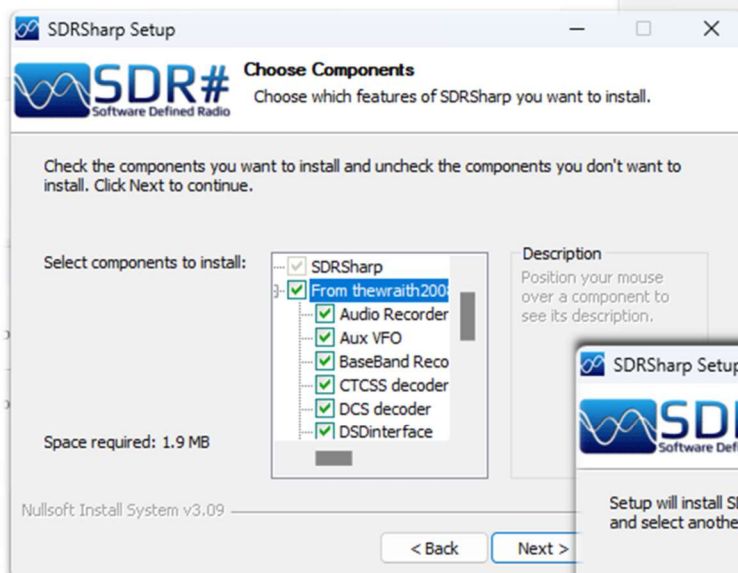 SDRSharp Setup
SDR#
Software Defined Radio
Choose Components
Choose which features of SDRSharp you want to install.
Check the components you want to install and uncheck the components you don't want to
install. Click Next to continue.
Select components to install:
SDRSharp
From thewraith200
Audio Recorder
Aux VFO
BaseBand Reco
CTCSS decoder
DCS decoder
DSDinterface
Description
Position your mouse
over a component to
see its description.
Space required: 1.9 MB
Nullsoft Install System v3.09
< Back
Next >
SDRSharp Setup
SD
Software Defi
Setup will install S
and select anothe